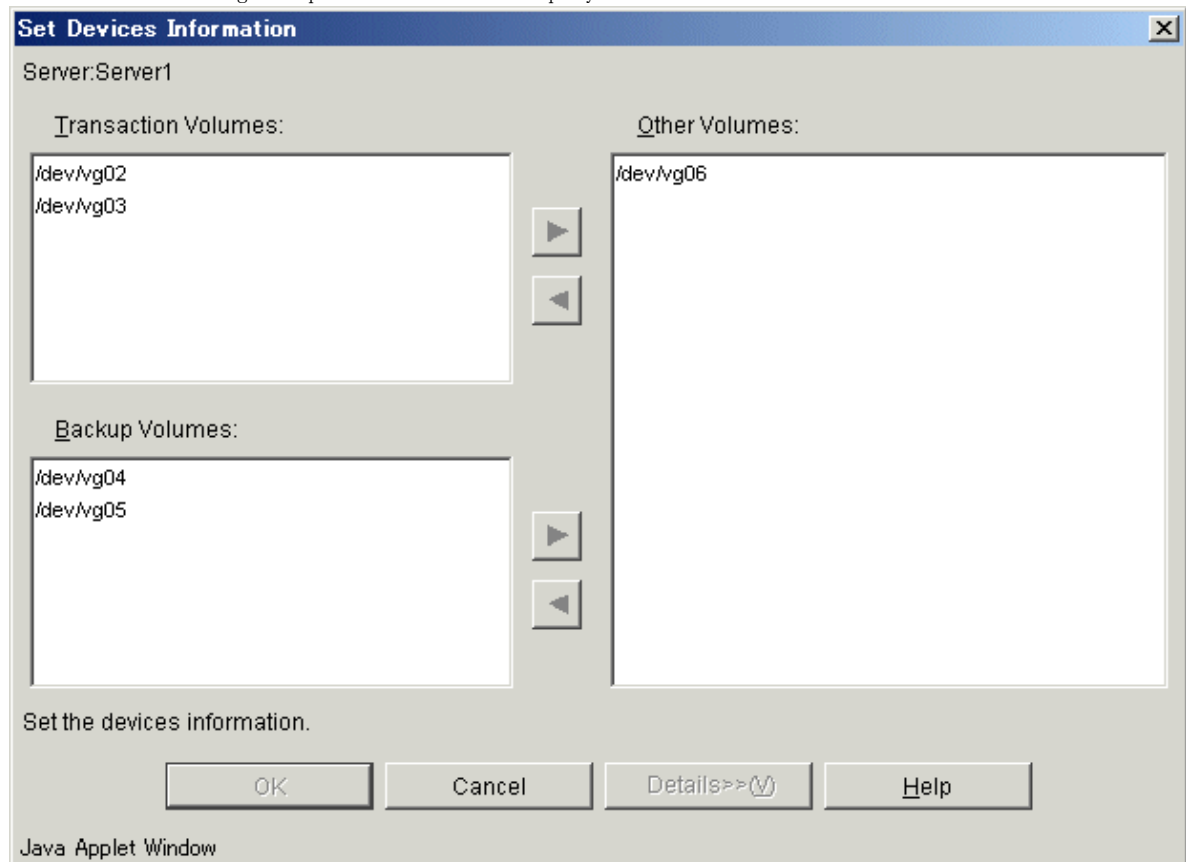 Set Devices Information
Server:Server1
Transaction Volumes:
/dev/vg02
/dev/vg03
Other Volumes:
/dev/vg06
Backup Volumes:
/dev/vg04
/dev/vg05
Set the devices information.
OK
Cancel
Details>>(V)
Help
Java Applet Window